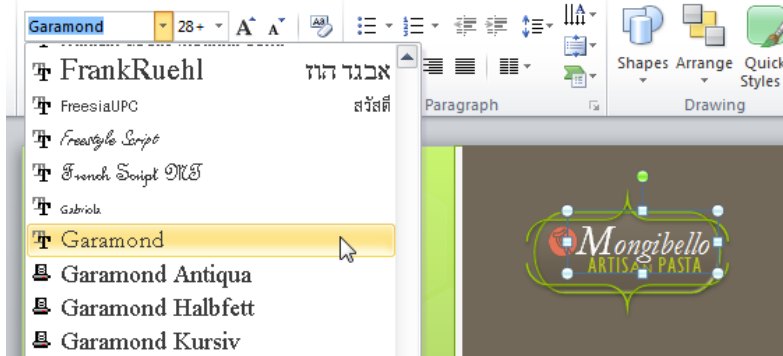 Garamond 28+ A A Aa
FrankRuehl אבגד הוז
FreesiaUPC สวัสดี
Freestyle Script
French Script MT
Gabriola
Garamond
Garamond Antiqua
Garamond Halbfett
Garamond Kursiv
Paragraph
Shapes Arrange Quick
Styles
Drawing
Mongibello
ARTISAN PASTA